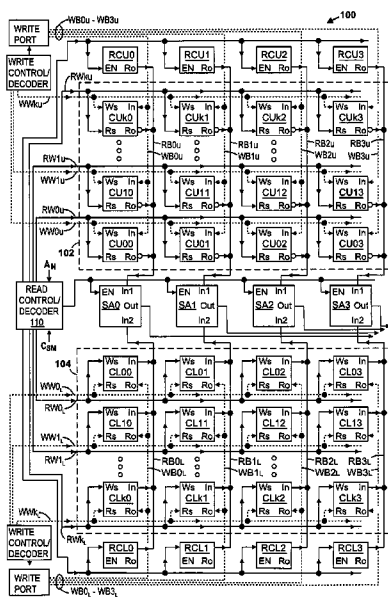 100
WRITE PORT
WB0u - WB3u
WRITE CONTROL/ DECODER
RWku
WWku
RCU0 RCU1 RCU2 RCU3
EN Ro EN Ro EN Ro EN Ro
Ws In Ws In Ws In Ws In
CUk0 CUk1 CUk2 CUk3
Rs Ro Rs Ro Rs Ro Rs Ro
RB0u RB1u RB2u RB3u
WB0u WB1u WB2u WB3u
RW1u
WW1u
Ws In Ws In Ws In Ws In
CU10 CU11 CU12 CU13
Rs Ro Rs Ro Rs Ro Rs Ro
RW0u
WW0u
Ws In Ws In Ws In Ws In
CU00 CU01 CU02 CU03
Rs Ro Rs Ro Rs Ro Rs Ro
102
AN
READ CONTROL/ DECODER 110
CSM
EN In1 EN In1 EN In1 EN In1
SA0 Out SA1 Out SA2 Out SA3 Out
In2 In2 In2 In2
104
WW0L
RW0L
Ws In Ws In Ws In Ws In
CL00 CL01 CL02 CL03
Rs Ro Rs Ro Rs Ro Rs Ro
WW1L
RW1L
Ws In Ws In Ws In Ws In
CL10 CL11 CL12 CL13
Rs Ro Rs Ro Rs Ro Rs Ro
RB0L RB1L RB2L RB3L
WB0L WB1L WB2L WB3L
WWkL
RWkL
Ws In Ws In Ws In Ws In
CLk0 CLk1 CLk2 CLk3
Rs Ro Rs Ro Rs Ro Rs Ro
WRITE CONTROL/ DECODER
RCL0 RCL1 RCL2 RCL3
EN Ro EN Ro EN Ro EN Ro
WRITE PORT
WB0L - WB3L